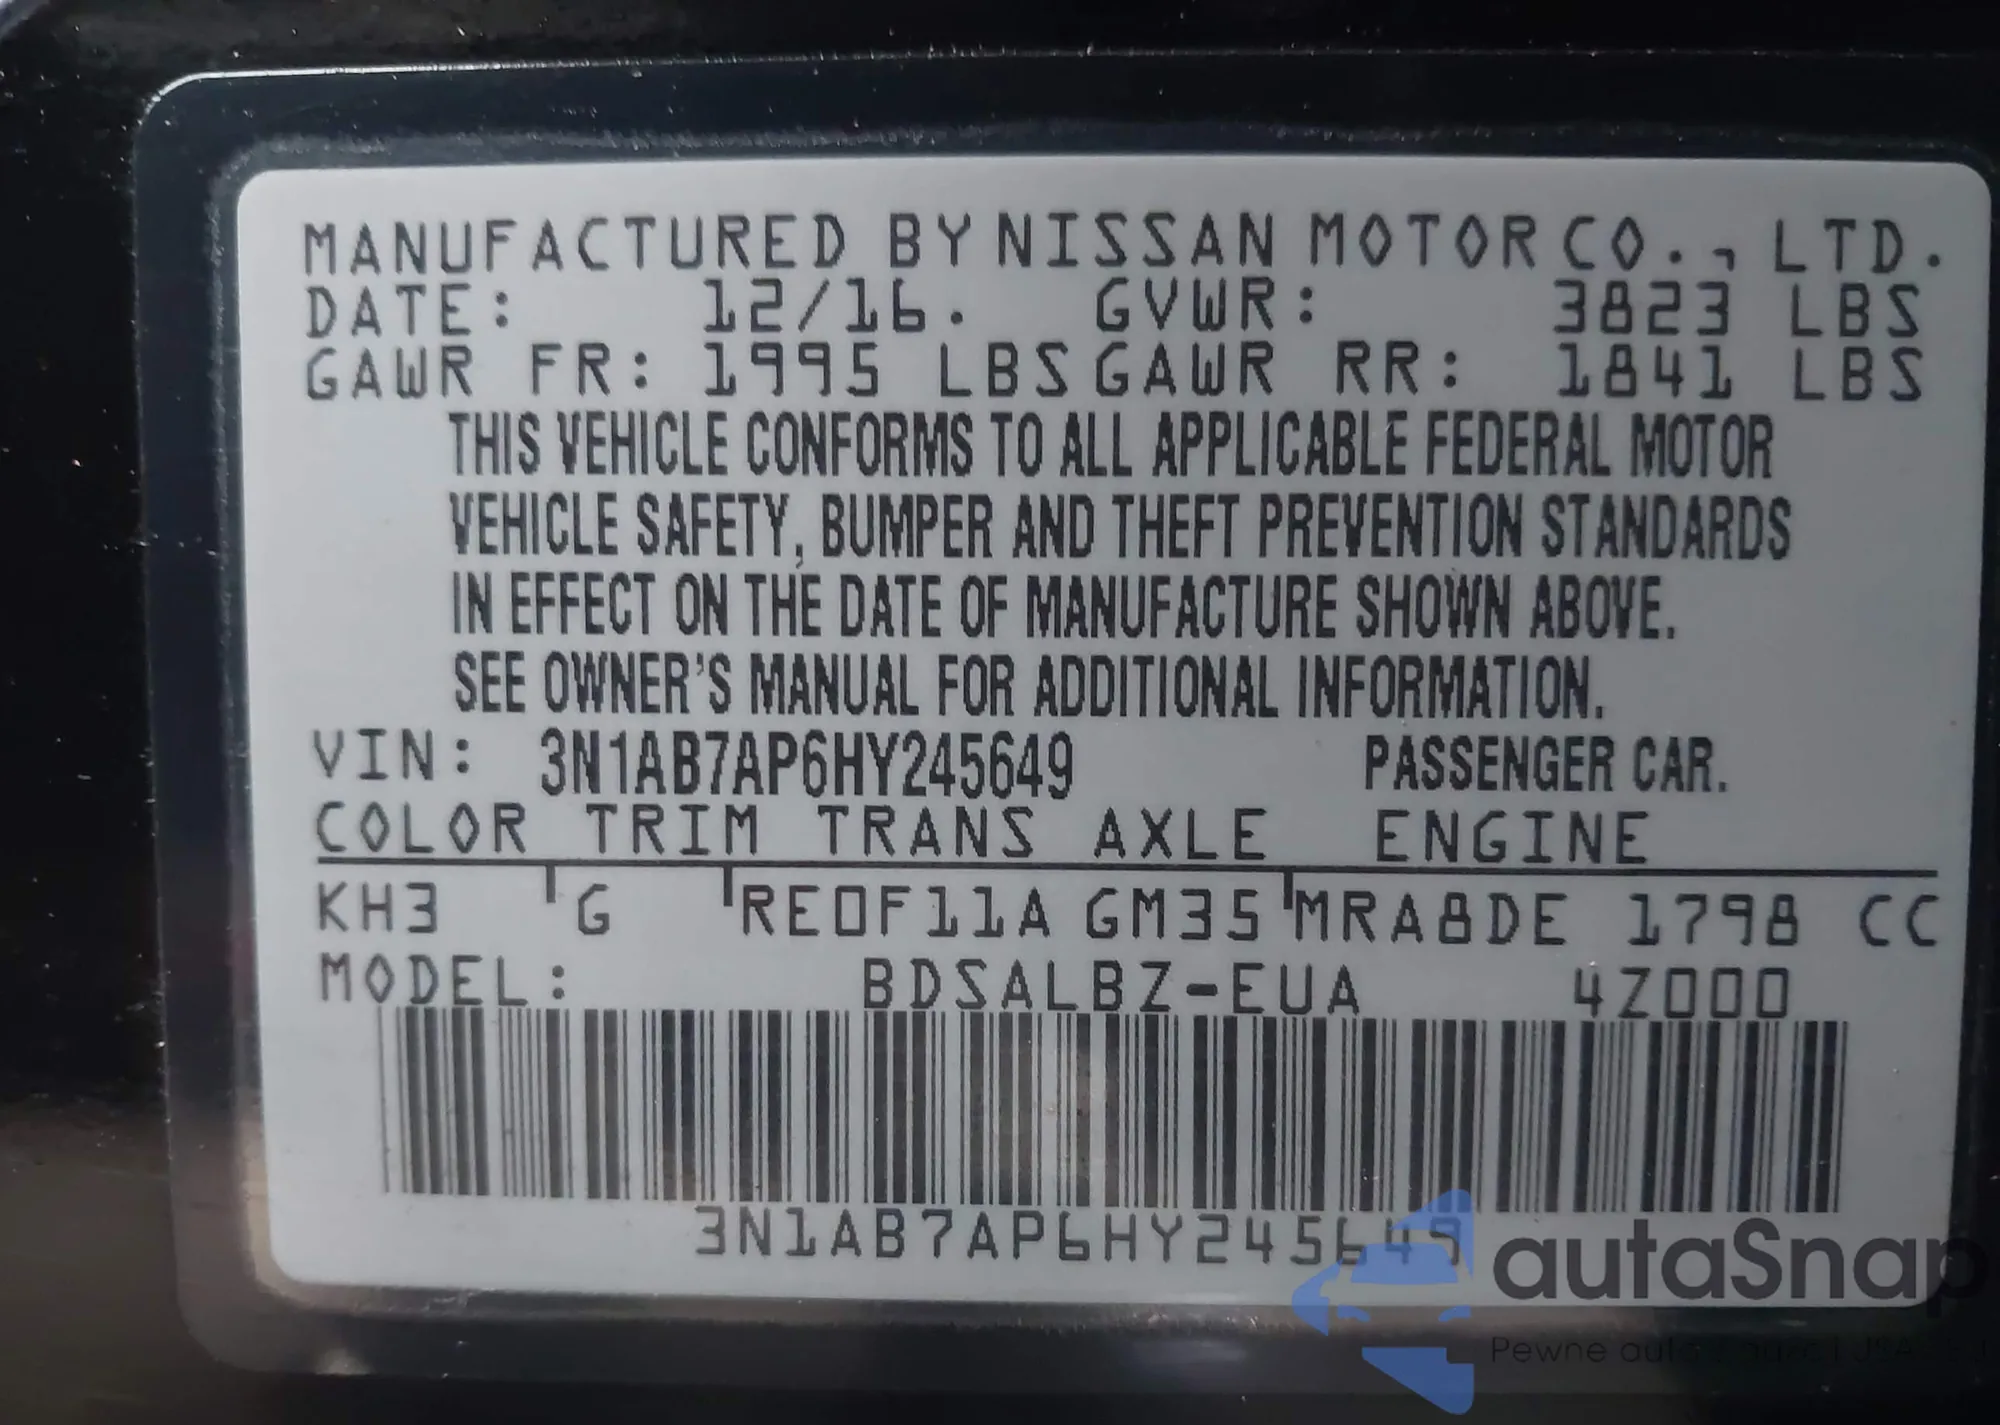 MANUFACTURED BY NISSAN MOTOR CO., LTD.
DATE: 12/16. GVWR: 3823 LBS
GAWR FR: 1995 LBS GAWR RR: 1841 LBS
THIS VEHICLE CONFORMS TO ALL APPLICABLE FEDERAL MOTOR
VEHICLE SAFETY, BUMPER AND THEFT PREVENTION STANDARDS
IN EFFECT ON THE DATE OF MANUFACTURE SHOWN ABOVE.
SEE OWNER'S MANUAL FOR ADDITIONAL INFORMATION.
VIN: 3N1AB7AP6HY245649 PASSENGER CAR.
COLOR TRIM TRANS AXLE ENGINE
KH3 G RE0F11A GM35 MRA8DE 1798 CC
MODEL: BDSALBZ-EUA 4Z000
3N1AB7AP6HY245649
autaSnap
Pewne auta